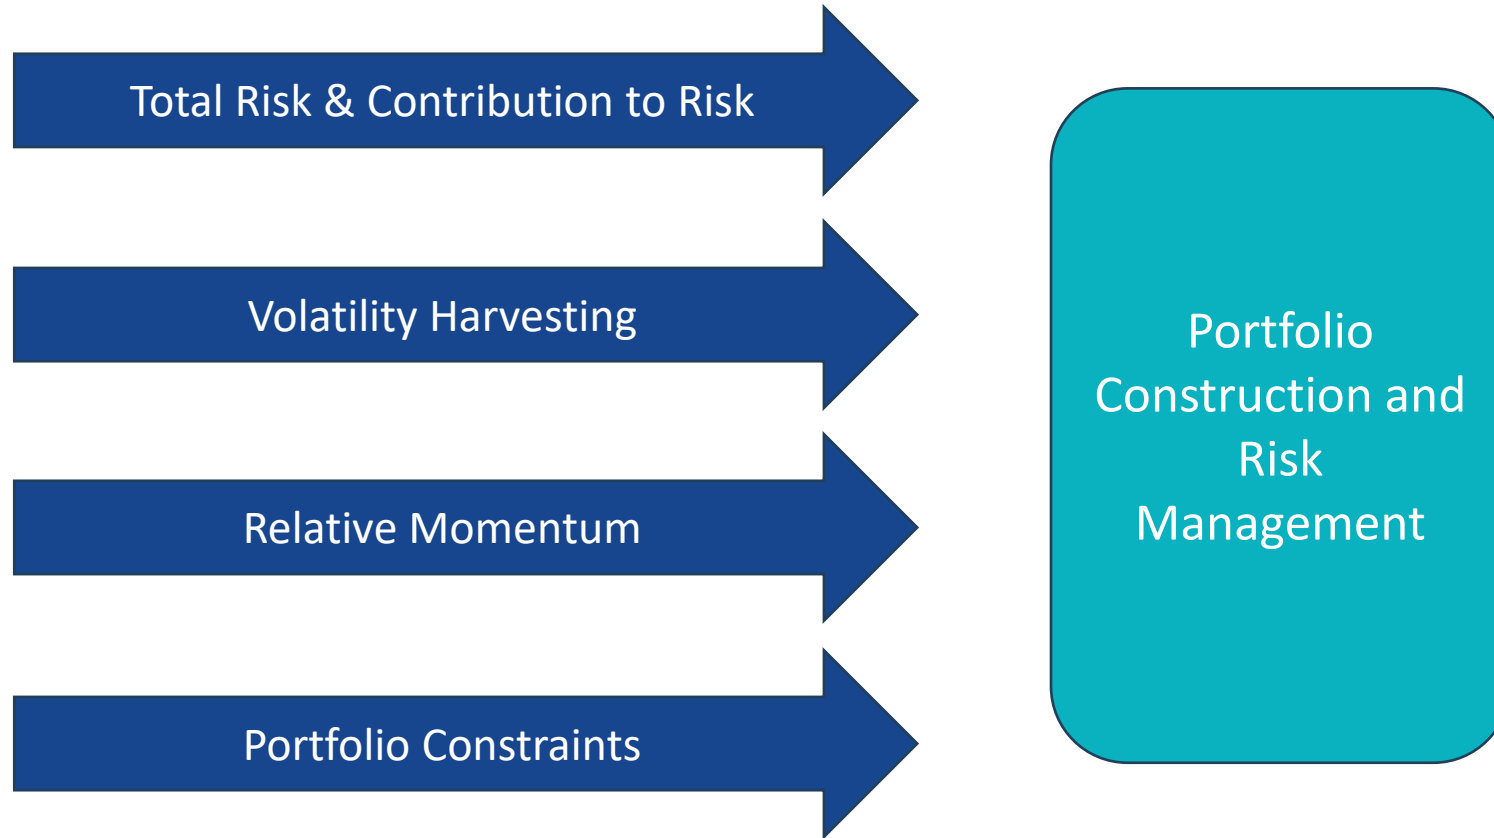 Total Risk & Contribution to Risk
Volatility Harvesting
Relative Momentum
Portfolio Constraints
Portfolio
Construction and
Risk
Management